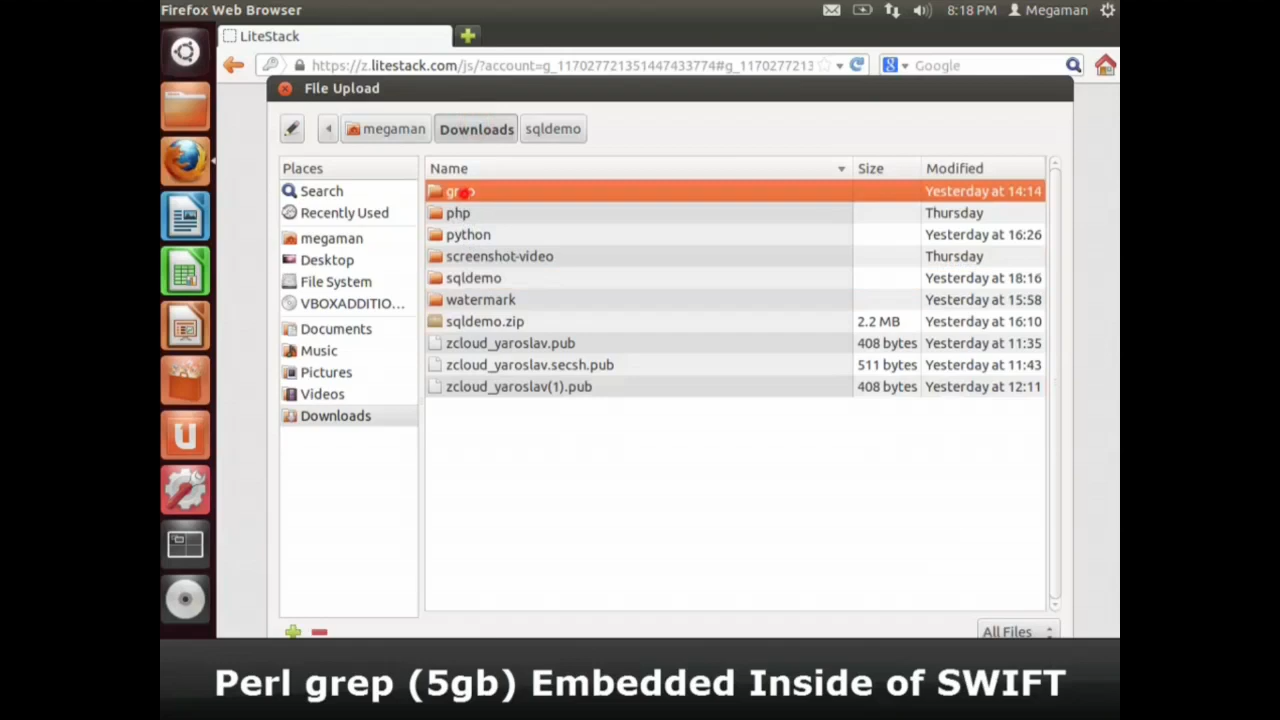 Firefox Web Browser
8:18 PM Megaman
LiteStack
https://z.litestack.com/js/?account=g_117027721351447433774#g_1170277213
Google
File Upload
megaman Downloads sqldemo
Places Name Size Modified
Search
Recently Used
megaman
Desktop
File System
VBOXADDITIO...
Documents
Music
Pictures
Videos
Downloads
Yesterday at 14:14
php Thursday
python Yesterday at 16:26
screenshot-video Thursday
sqldemo Yesterday at 18:16
watermark Yesterday at 15:58
sqldemo.zip 2.2 MB Yesterday at 16:10
zcloud_yaroslav.pub 408 bytes Yesterday at 11:35
zcloud_yaroslav.secsh.pub 511 bytes Yesterday at 11:43
zcloud_yaroslav(1).pub 408 bytes Yesterday at 12:11
All Files
Perl grep (5gb) Embedded Inside of SWIFT